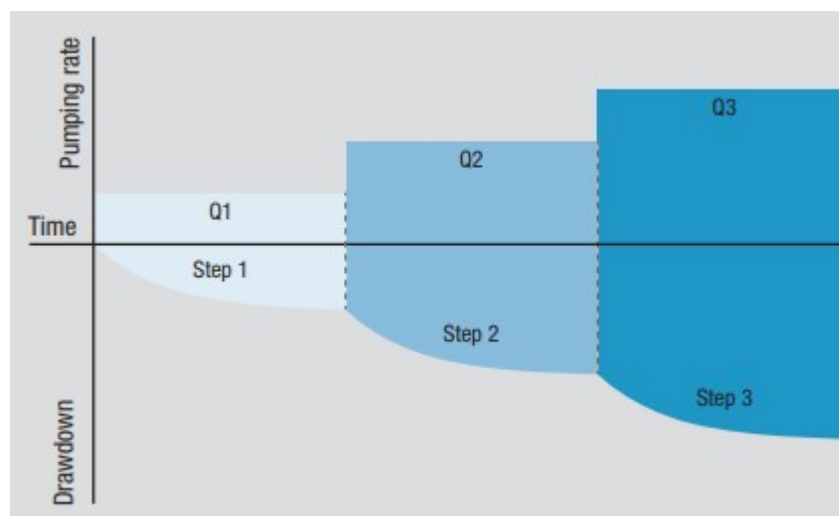 Pumping rate
Q3
Q2
Q1
Time
Step 1
Step 2
Step 3
Drawdown